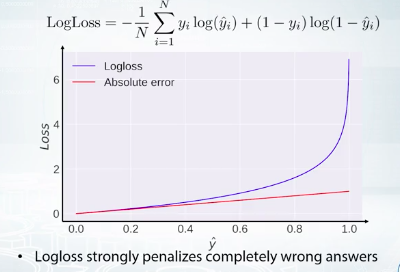 LogLoss = -\frac{1}{N} \sum_{i=1}^{N} y_i \log(\hat{y}_i) + (1 - y_i) \log(1 - \hat{y}_i)
Logloss
Absolute error
Loss
6
4
2
0
0.0 0.2 0.4 0.6 0.8 1.0
ŷ
• Logloss strongly penalizes completely wrong answers